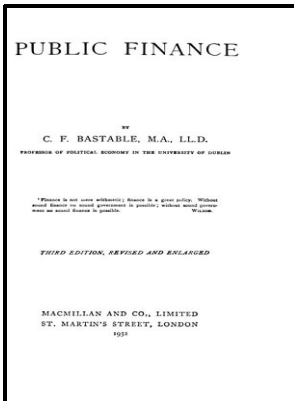 PUBLIC FINANCE
BY
C. F. BASTABLE, M.A., LL.D.
PROFESSOR OF POLITICAL ECONOMY IN THE UNIVERSITY OF DUBLIN
'Finance is not mere arithmetic; finance is a great policy. Without
sound finance no sound government is possible; without sound govern-
ment no sound finance is possible.' WILSON.
THIRD EDITION, REVISED AND ENLARGED
MACMILLAN AND CO., LIMITED
ST. MARTIN'S STREET, LONDON
1932